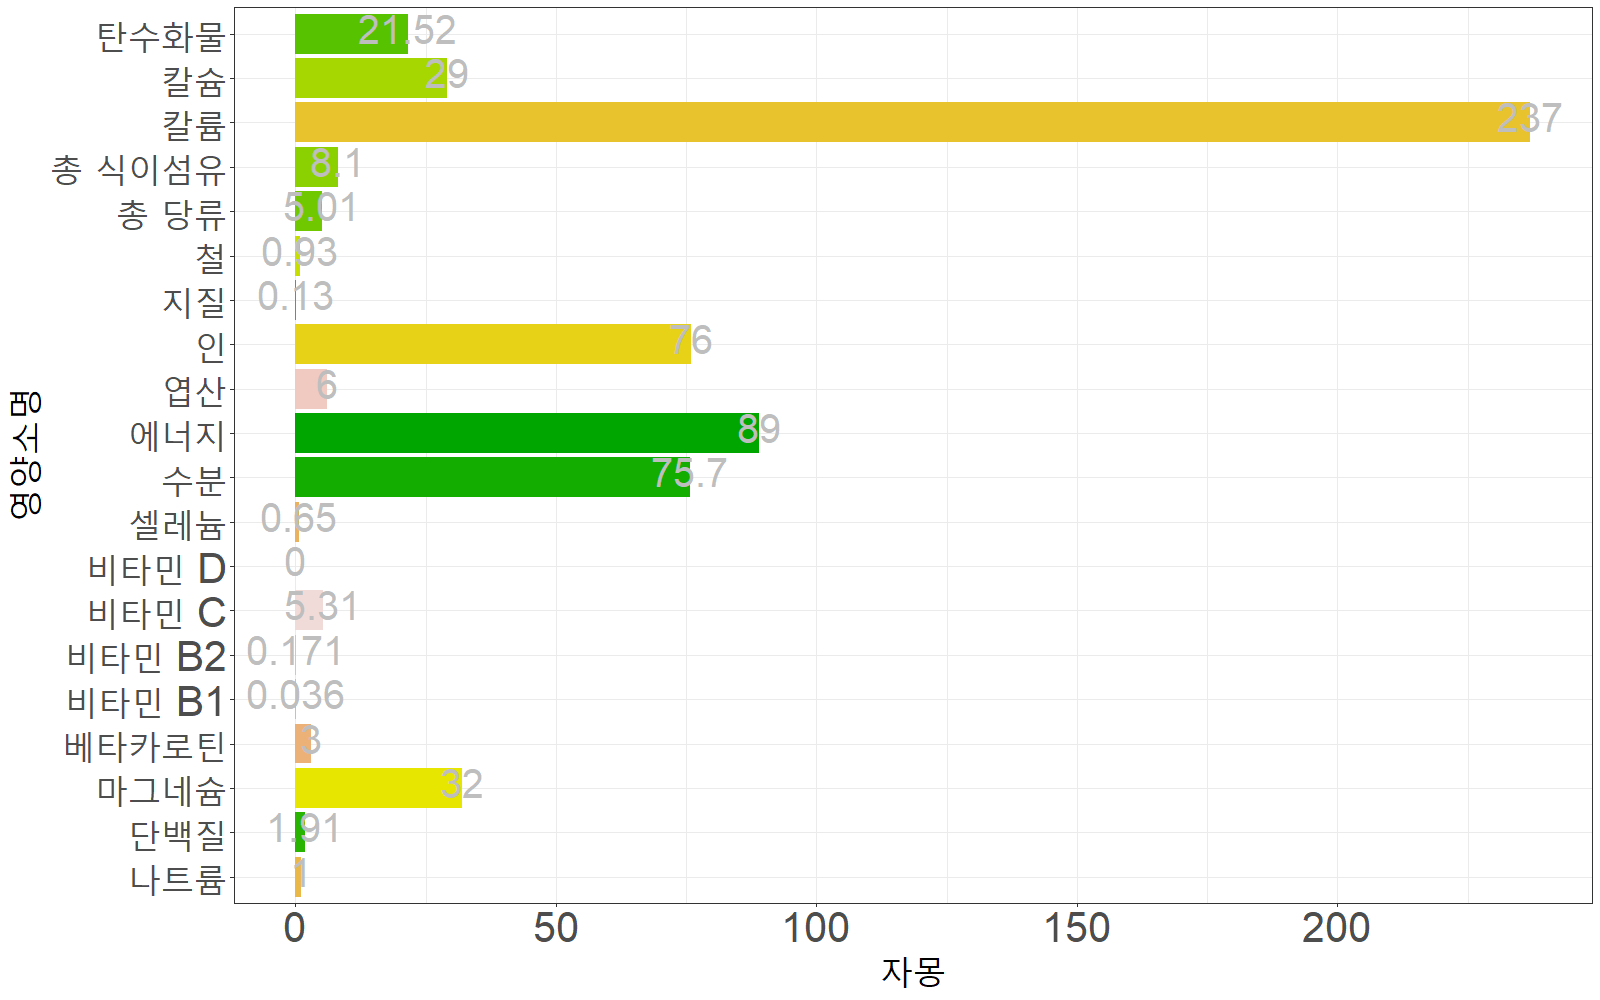 탄수화물 21.52
칼슘 29
칼륨 237
총 식이섬유 8.1
총 당류 5.01
철 0.93
지질 0.13
인 76
엽산 6
에너지 89
수분 75.7
셀레늄 0.65
비타민 D 0
비타민 C 5.31
비타민 B2 0.171
비타민 B1 0.036
베타카로틴 3
마그네슘 32
단백질 1.91
나트륨 1
영양소명
0 50 100 150 200
자몽